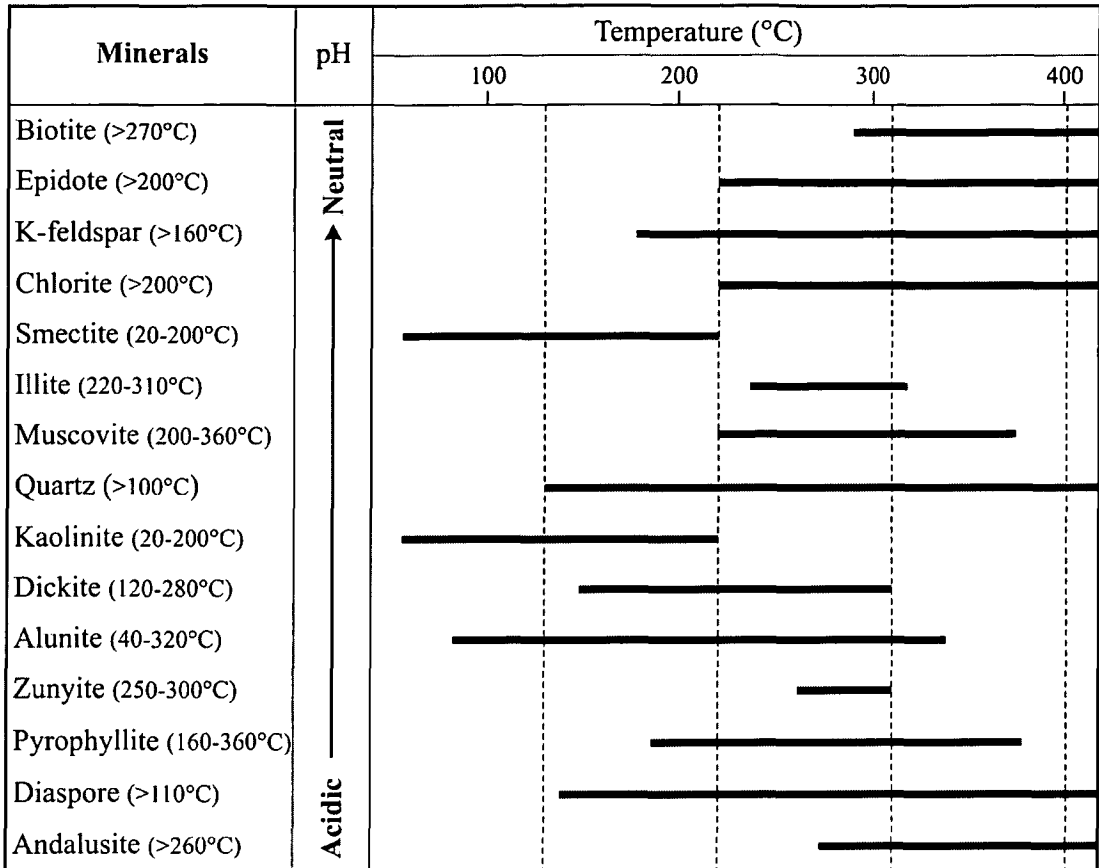 Minerals
pH
Temperature (°C)
100 200 300 400
Biotite (>270°C)
Epidote (>200°C)
K-feldspar (>160°C)
Chlorite (>200°C)
Smectite (20-200°C)
Illite (220-310°C)
Muscovite (200-360°C)
Quartz (>100°C)
Kaolinite (20-200°C)
Dickite (120-280°C)
Alunite (40-320°C)
Zunyite (250-300°C)
Pyrophyllite (160-360°C)
Diaspore (>110°C)
Andalusite (>260°C)
Neutral
Acidic